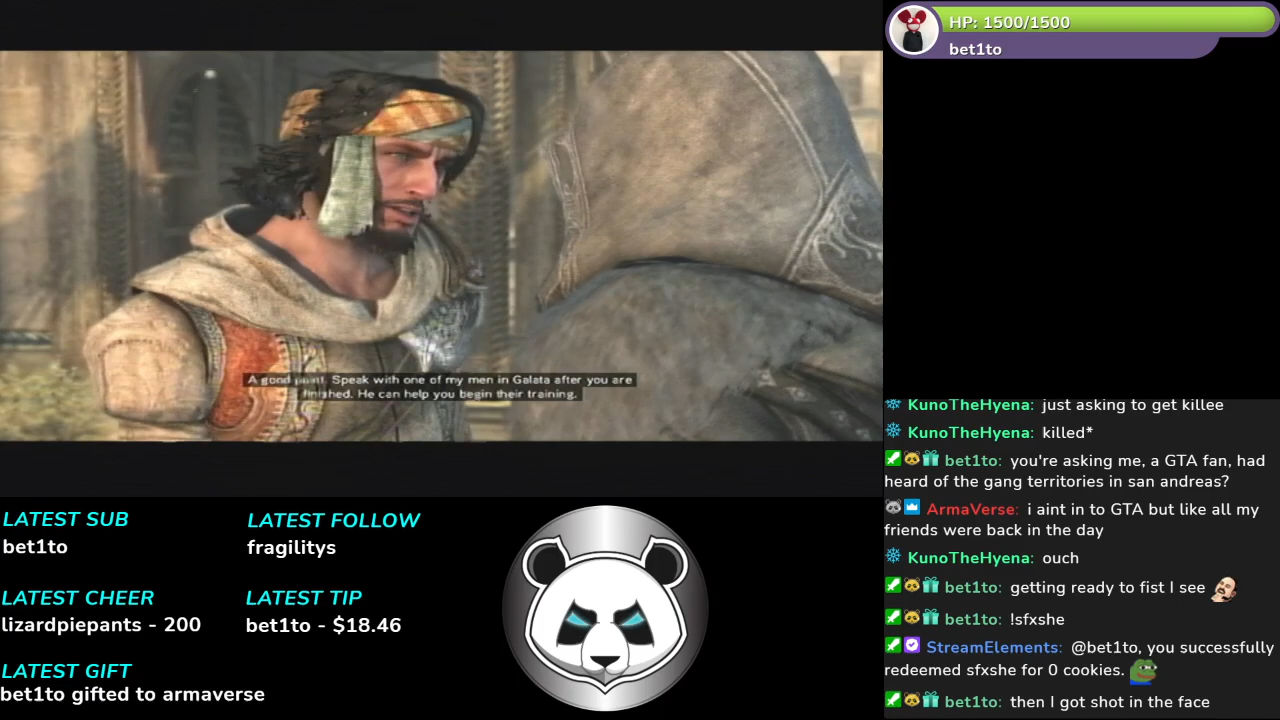 HP: 1500/1500
bet1to
A good point. Speak with one of my men in Galata after you are
finished. He can help you begin their training.
KunoTheHyena: just asking to get killee
KunoTheHyena: killed*
bet1to: you're asking me, a GTA fan, had
heard of the gang territories in san andreas?
ArmaVerse: i aint in to GTA but like all my
friends were back in the day
KunoTheHyena: ouch
bet1to: getting ready to fist I see
bet1to: !sfxshe
StreamElements: @bet1to, you successfully
redeemed sfxshe for 0 cookies.
bet1to: then I got shot in the face
LATEST SUB
bet1to
LATEST FOLLOW
fragilitys
LATEST CHEER
lizardpiepants - 200
LATEST TIP
bet1to - $18.46
LATEST GIFT
bet1to gifted to armaverse